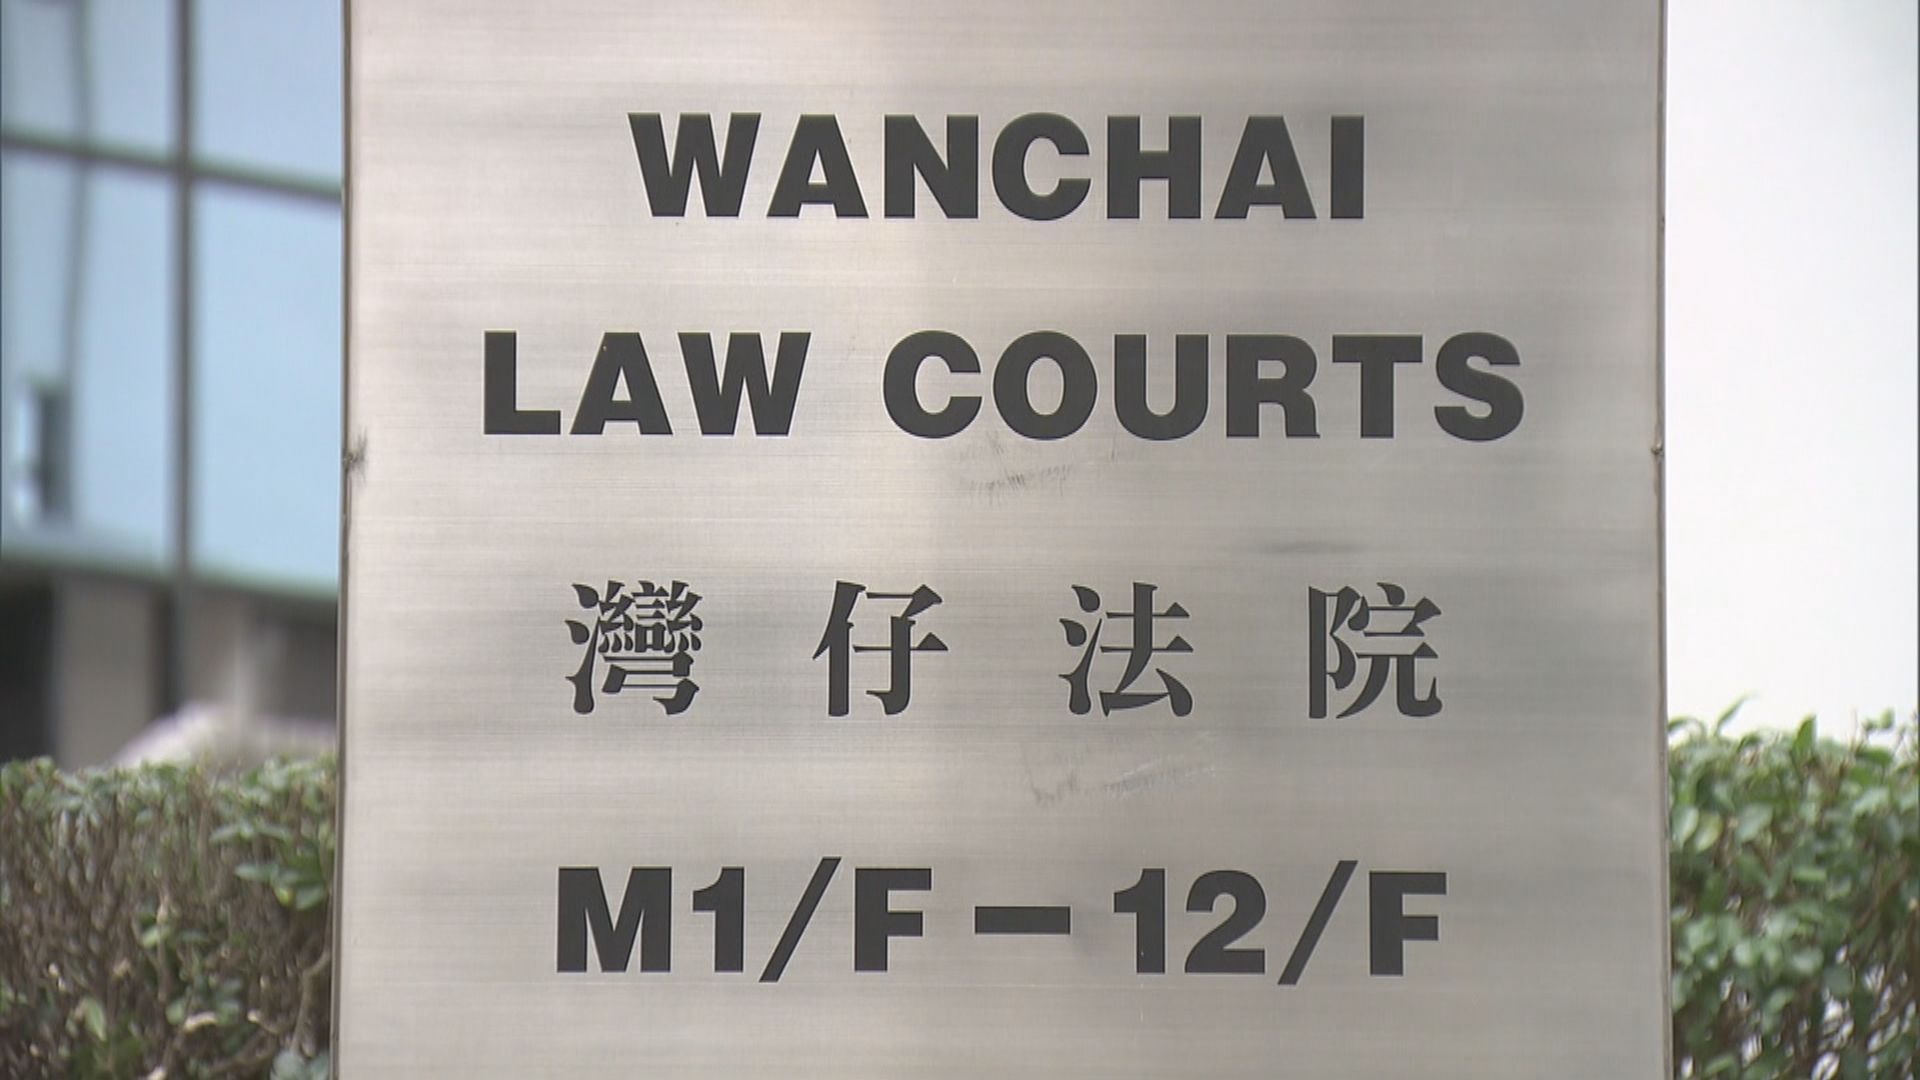 WANCHAI
LAW COURTS
灣仔法院
M1/F－12/F